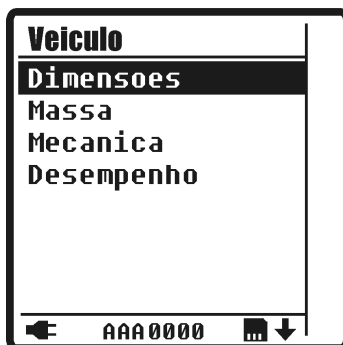 Veiculo
Dimensoes
Massa
Mecanica
Desempenho
AAA0000